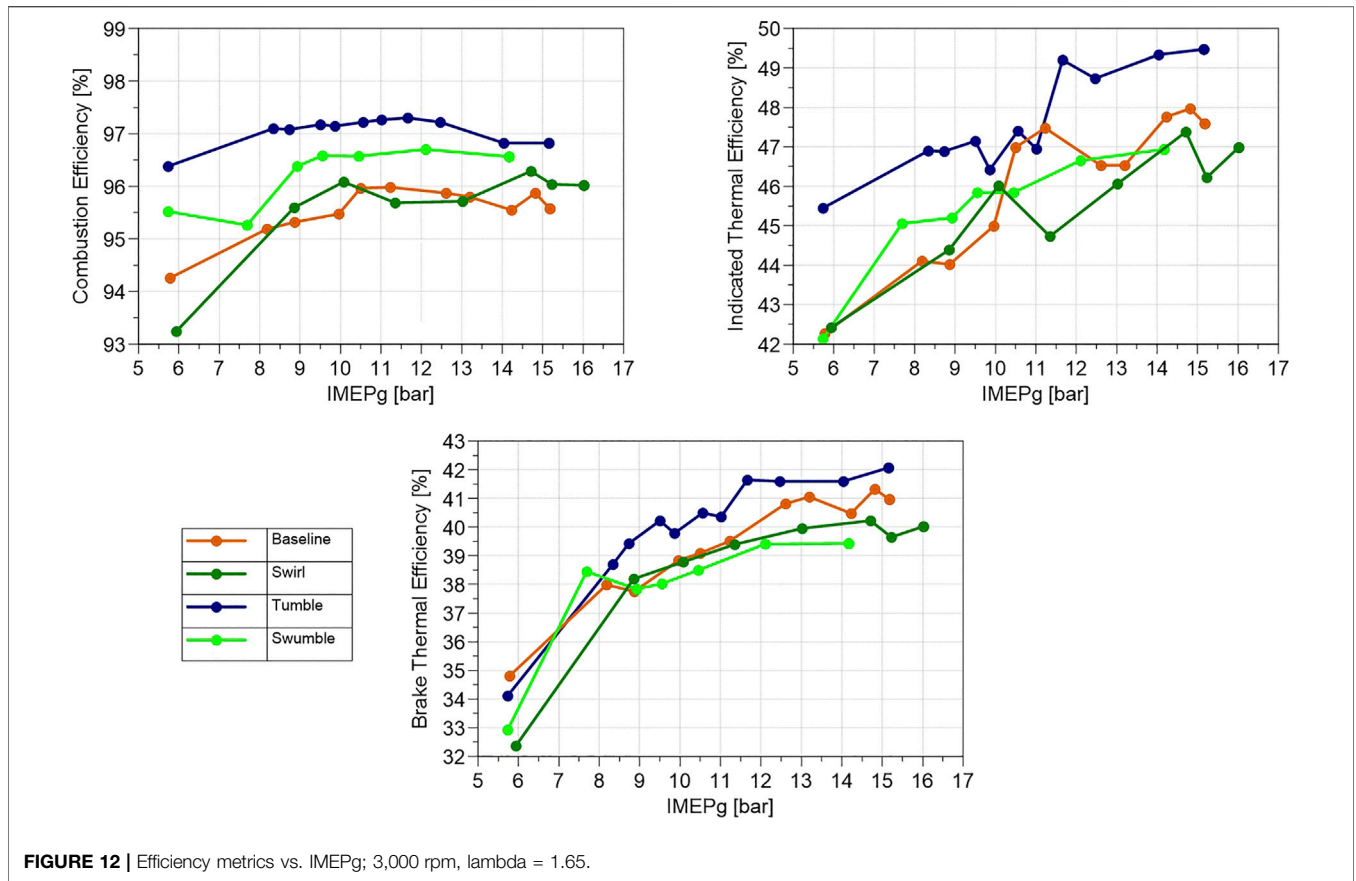 Combustion Efficiency [%]
99
98
97
96
95
94
93
5 6 7 8 9 10 11 12 13 14 15 16 17
IMEPg [bar]
Indicated Thermal Efficiency [%]
50
49
48
47
46
45
44
43
42
5 6 7 8 9 10 11 12 13 14 15 16 17
IMEPg [bar]
Brake Thermal Efficiency [%]
43
42
41
40
39
38
37
36
35
34
33
32
5 6 7 8 9 10 11 12 13 14 15 16 17
IMEPg [bar]
Baseline
Swirl
Tumble
Swumble
FIGURE 12 | Efficiency metrics vs. IMEPg; 3,000 rpm, lambda = 1.65.